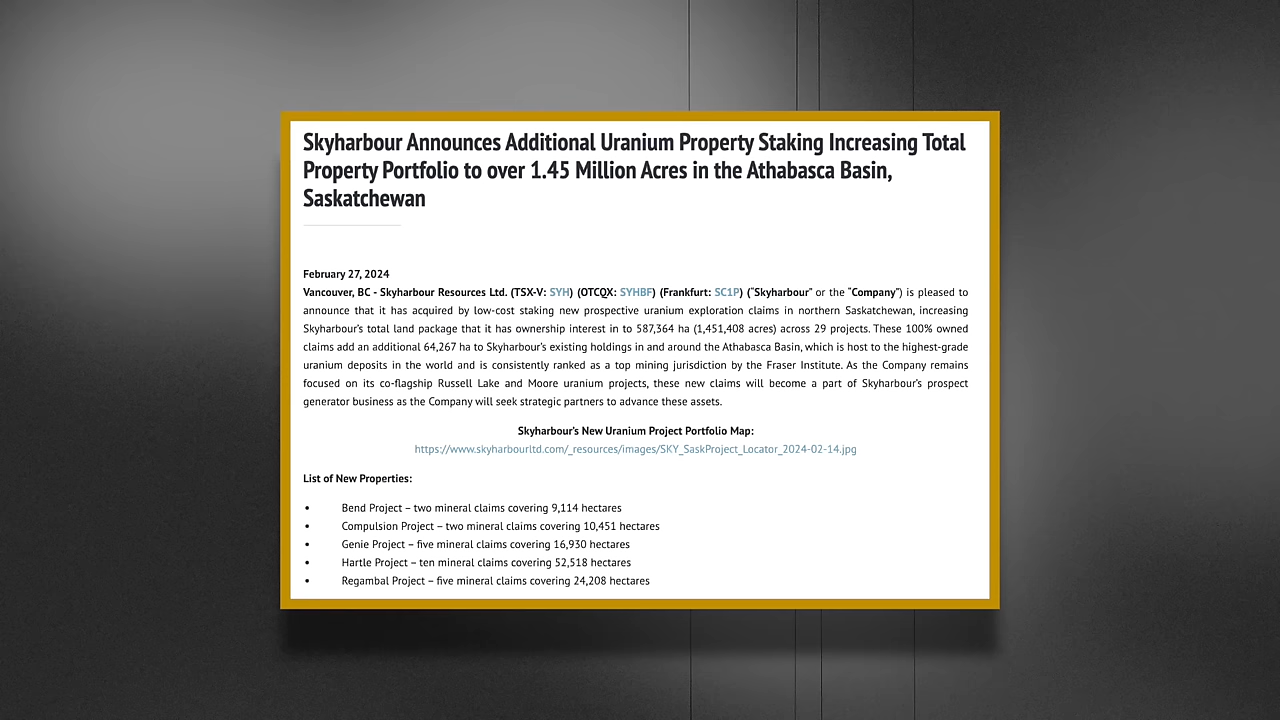 Skyharbour Announces Additional Uranium Property Staking Increasing Total
Property Portfolio to over 1.45 Million Acres in the Athabasca Basin,
Saskatchewan
February 27, 2024
Vancouver, BC - Skyharbour Resources Ltd. (TSX-V: SYH) (OTCQX: SYHBF) (Frankfurt: SC1P) (“Skyharbour” or the “Company”) is pleased to
announce that it has acquired by low-cost staking new prospective uranium exploration claims in northern Saskatchewan, increasing
Skyharbour’s total land package that it has ownership interest in to 587,364 ha (1,451,408 acres) across 29 projects. These 100% owned
claims add an additional 64,267 ha to Skyharbour’s existing holdings in and around the Athabasca Basin, which is host to the highest-grade
uranium deposits in the world and is consistently ranked as a top mining jurisdiction by the Fraser Institute. As the Company remains
focused on its co-flagship Russell Lake and Moore uranium projects, these new claims will become a part of Skyharbour’s prospect
generator business as the Company will seek strategic partners to advance these assets.
Skyharbour’s New Uranium Project Portfolio Map:
https://www.skyharbourltd.com/_resources/images/SKY_SaskProject_Locator_2024-02-14.jpg
List of New Properties:
• Bend Project – two mineral claims covering 9,114 hectares
• Compulsion Project – two mineral claims covering 10,451 hectares
• Genie Project – five mineral claims covering 16,930 hectares
• Hartle Project – ten mineral claims covering 52,518 hectares
• Regambal Project – five mineral claims covering 24,208 hectares